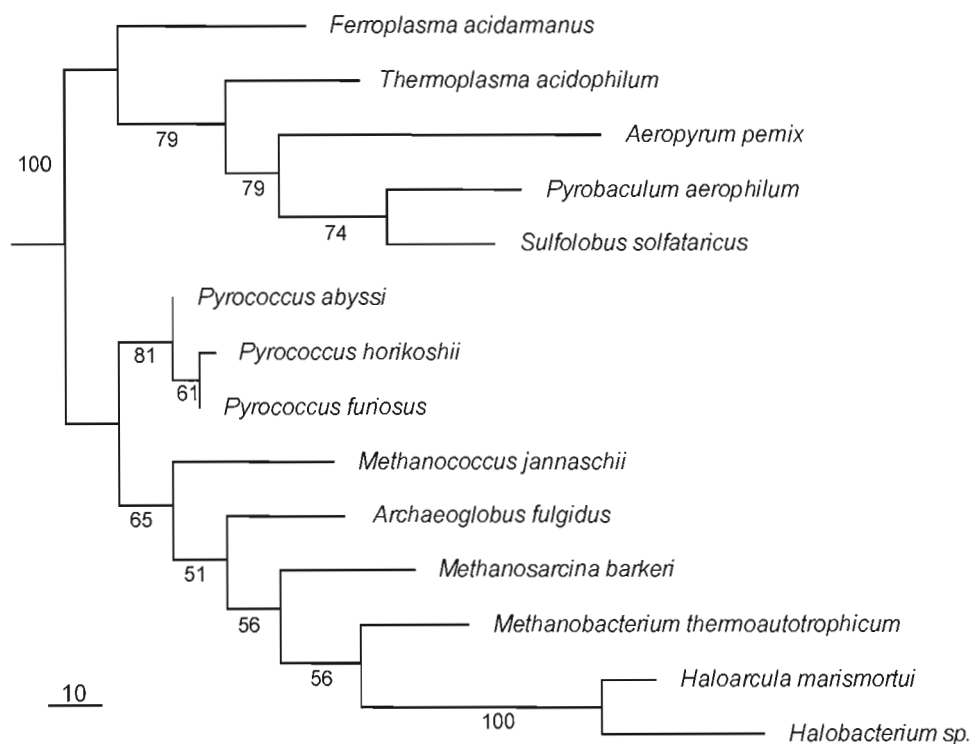 Ferroplasma acidarmanus
Thermoplasma acidophilum
79
Aeropyrum pernix
100
79
Pyrobaculum aerophilum
74
Sulfolobus solfataricus
Pyrococcus abyssi
81
Pyrococcus horikoshii
61
Pyrococcus furiosus
Methanococcus jannaschii
65
Archaeoglobus fulgidus
51
Methanosarcina barkeri
56
Methanobacterium thermoautotrophicum
56
Haloarcula marismortui
10
100
Halobacterium sp.